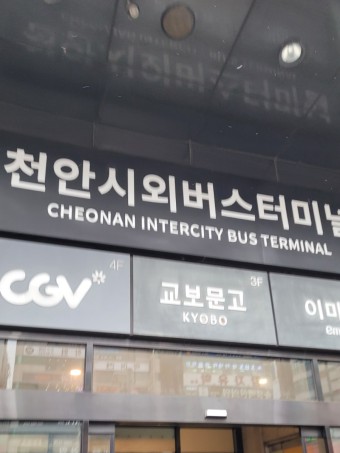 천안시외버스터미널
CHEONAN INTERCITY BUS TERMINAL
4F
CGV
3F
교보문고
KYOBO